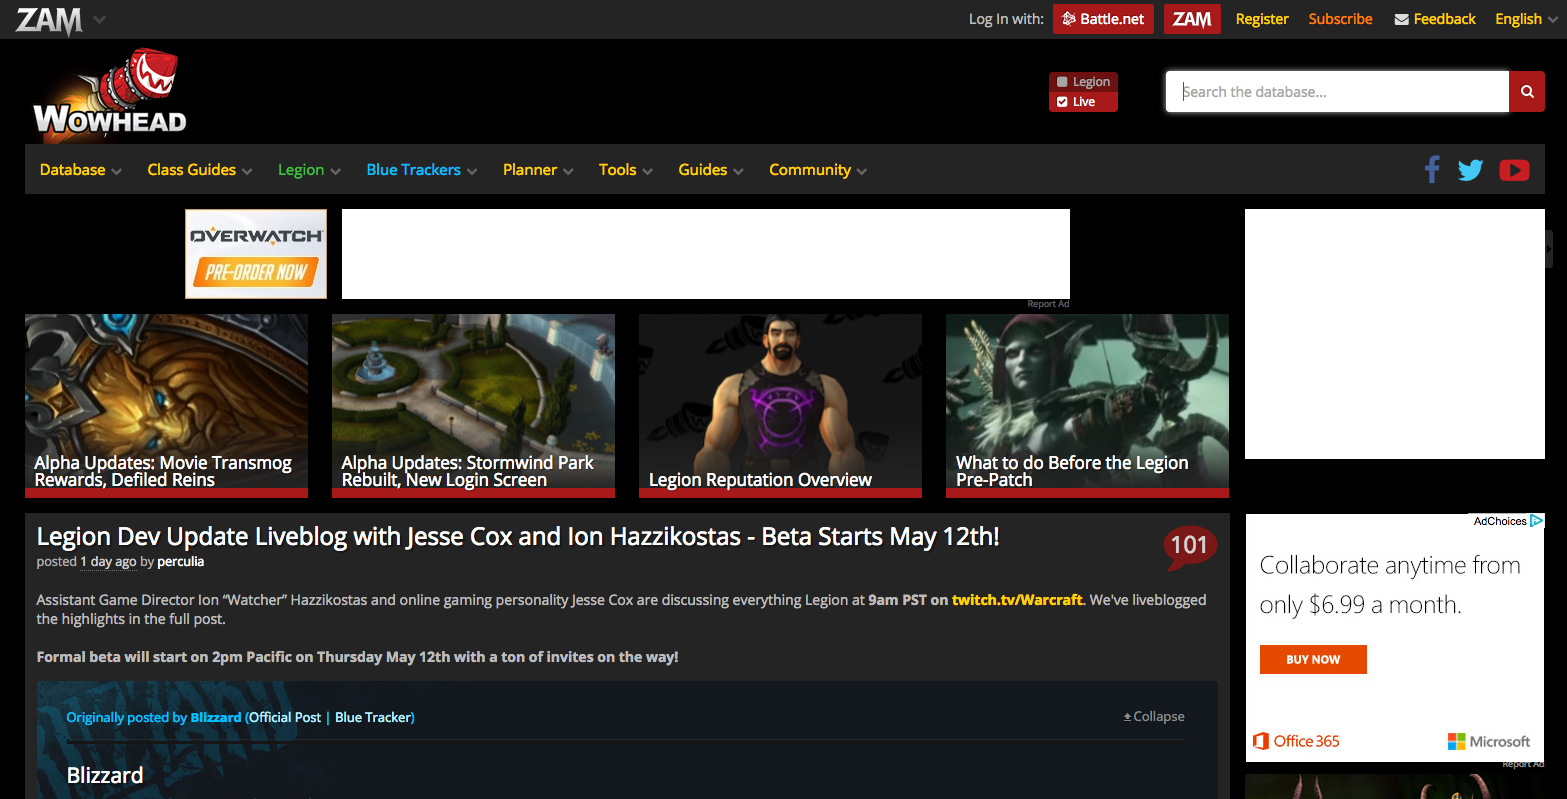 ZAM
Log In with:
Battle.net
ZAM
Register
Subscribe
Feedback
English
WOWHEAD
Legion
Live
Search the database...
Database
Class Guides
Legion
Blue Trackers
Planner
Tools
Guides
Community
OVERWATCH
PRE-ORDER NOW
Report Ad
Alpha Updates: Movie Transmog
Rewards, Defiled Reins
Alpha Updates: Stormwind Park
Rebuilt, New Login Screen
Legion Reputation Overview
What to do Before the Legion
Pre-Patch
Legion Dev Update Liveblog with Jesse Cox and Ion Hazzikostas - Beta Starts May 12th!
101
posted 1 day ago by perculia
Assistant Game Director Ion “Watcher” Hazzikostas and online gaming personality Jesse Cox are discussing everything Legion at 9am PST on twitch.tv/Warcraft. We've liveblogged
the highlights in the full post.
Formal beta will start on 2pm Pacific on Thursday May 12th with a ton of invites on the way!
Originally posted by Blizzard (Official Post | Blue Tracker)
Collapse
Blizzard
AdChoices
Collaborate anytime from
only $6.99 a month.
BUY NOW
Office 365
Microsoft
Report Ad